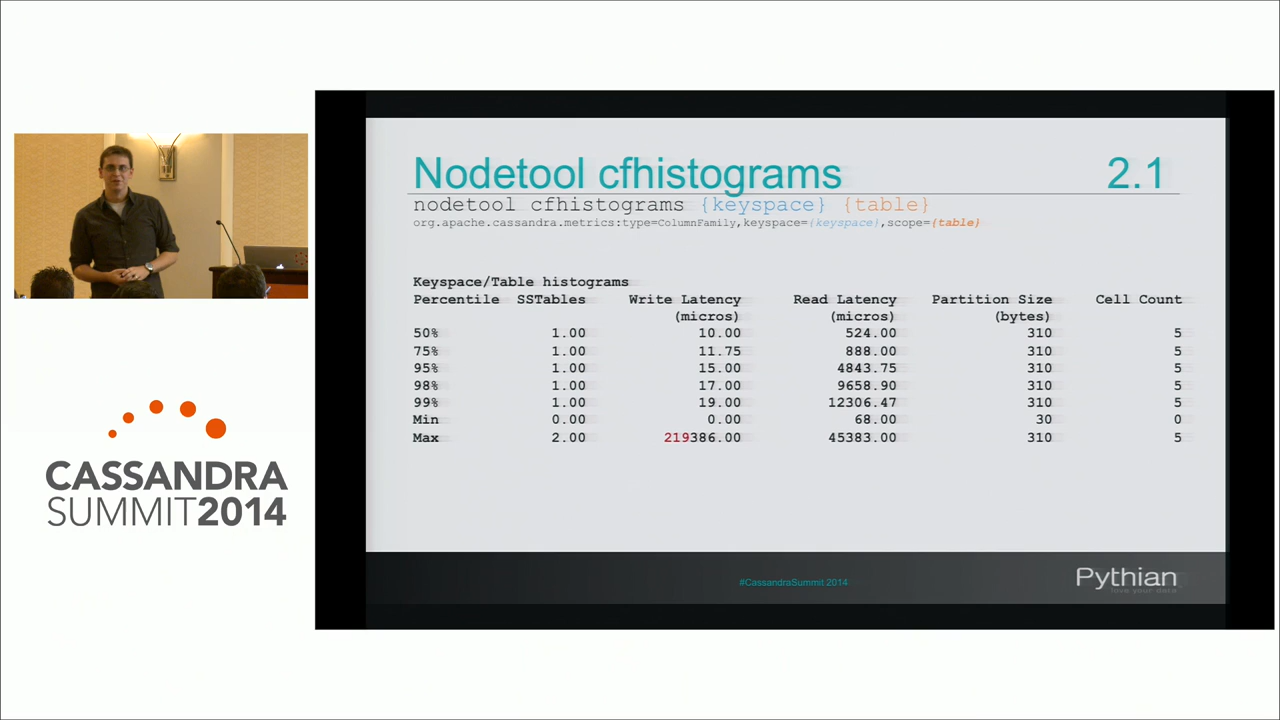 Nodetool cfhistograms 2.1
nodetool cfhistograms {keyspace} {table}
org.apache.cassandra.metrics:type=ColumnFamily,keyspace={keyspace},scope={table}
Keyspace/Table histograms
Percentile SSTables Write Latency Read Latency Partition Size Cell Count
(micros) (micros) (bytes)
50% 1.00 10.00 524.00 310 5
75% 1.00 11.75 888.00 310 5
95% 1.00 15.00 4843.75 310 5
98% 1.00 17.00 9658.90 310 5
99% 1.00 19.00 12306.47 310 5
Min 0.00 0.00 68.00 30 0
Max 2.00 219386.00 45383.00 310 5
#CassandraSummit 2014
Pythian
love your data
CASSANDRA
SUMMIT2014